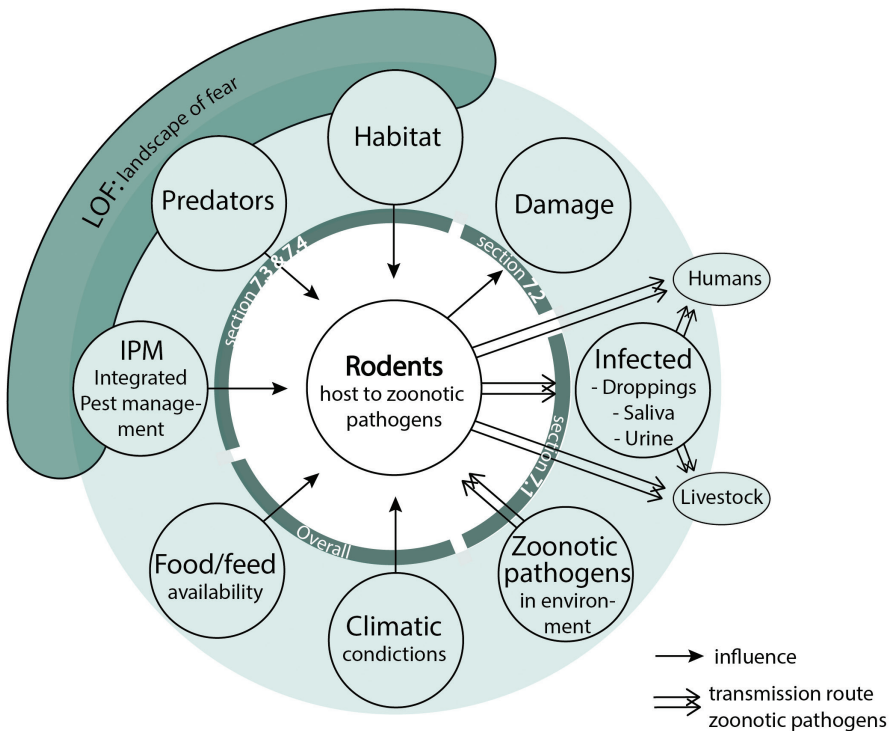 LOF: landscape of fear
Habitat
Predators
Damage
section 7.3 & 7.4
section 7.2
Humans
IPM
Integrated
Pest manage-
ment
Rodents
host to zoonotic
pathogens
Infected
- Droppings
- Saliva
- Urine
section 7.1
Livestock
Overall
Food/feed
availability
Climatic
condictions
Zoonotic
pathogens
in environ-
ment
influence
transmission route
zoonotic pathogens